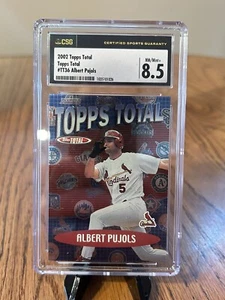 CSG
CERTIFIED SPORTS GUARANTY
2002 Topps Total
Topps Total
#TT36 Albert Pujols
NM/Mint+
8.5
TOPPS TOTAL
TOTAL
Cardinals
5
ALBERT PUJOLS